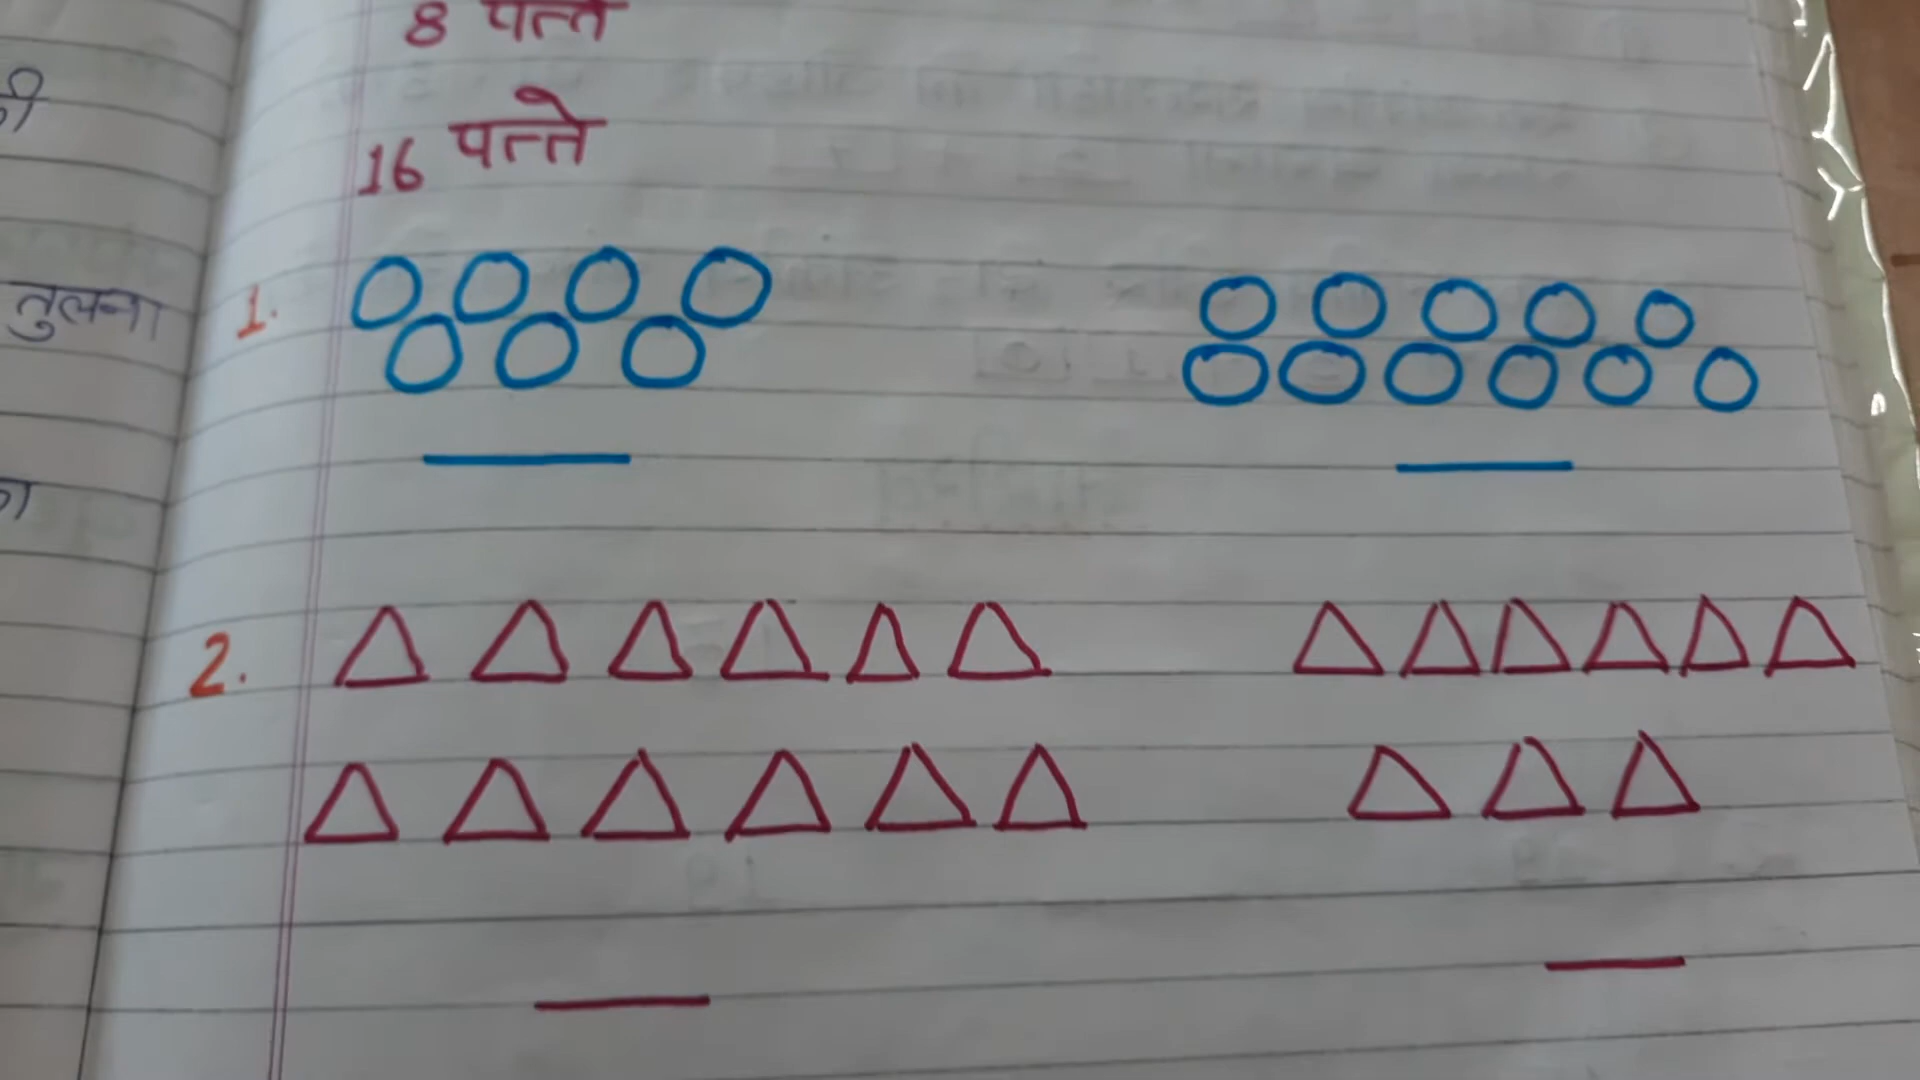 8 पत्ते
16 पत्ते
1.
2.
की
तुलना